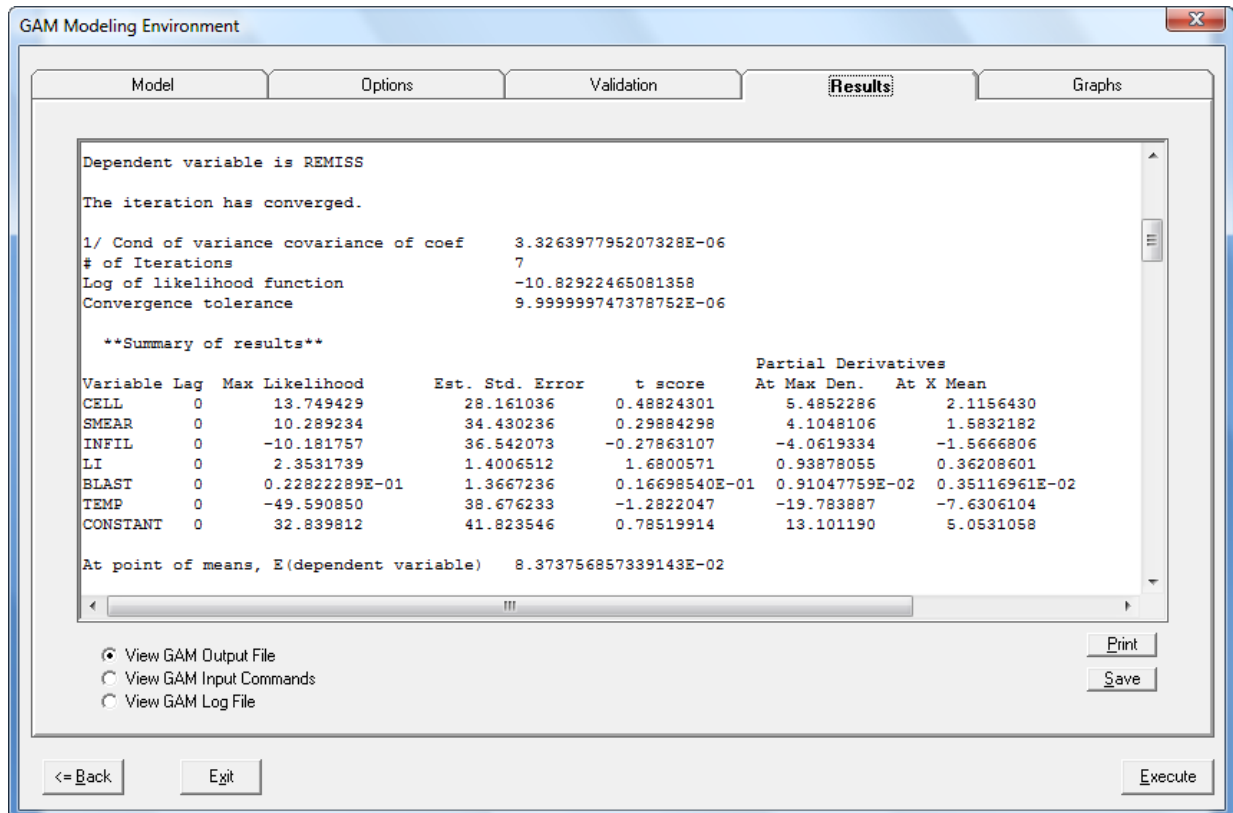 GAM Modeling Environment
x
Model Options Validation Results Graphs
Dependent variable is REMISS
The iteration has converged.
1/ Cond of variance covariance of coef 3.326397795207328E-06
# of Iterations 7
Log of likelihood function -10.82922465081358
Convergence tolerance 9.999999747378752E-06
**Summary of results**
Partial Derivatives
Variable Lag Max Likelihood Est. Std. Error t score At Max Den. At X Mean
CELL 0 13.749429 28.161036 0.48824301 5.4852286 2.1156430
SMEAR 0 10.289234 34.430236 0.29884298 4.1048106 1.5832182
INFIL 0 -10.181757 36.542073 -0.27863107 -4.0619334 -1.5666806
LI 0 2.3531739 1.4006512 1.6800571 0.93878055 0.36208601
BLAST 0 0.22822289E-01 1.3667236 0.16698540E-01 0.91047759E-02 0.35116961E-02
TEMP 0 -49.590850 38.676233 -1.2822047 -19.783887 -7.6306104
CONSTANT 0 32.839812 41.823546 0.78519914 13.101190 5.0531058
At point of means, E(dependent variable) 8.373756857339143E-02
View GAM Output File
View GAM Input Commands
View GAM Log File
Print
Save
<= Back Exit Execute